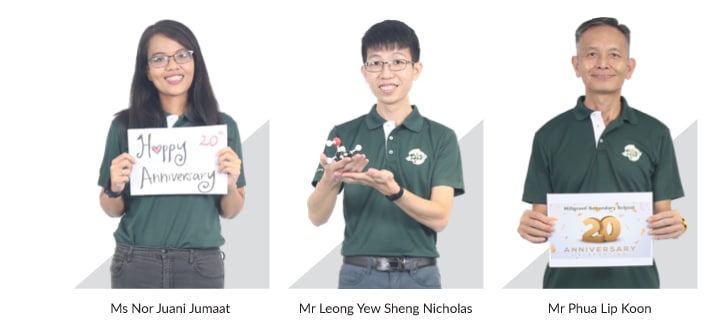 Happy 20th
Anniversary
Hillgrove Secondary School
20
ANNIVERSARY
Ms Nor Juani Jumaat
Mr Leong Yew Sheng Nicholas
Mr Phua Lip Koon